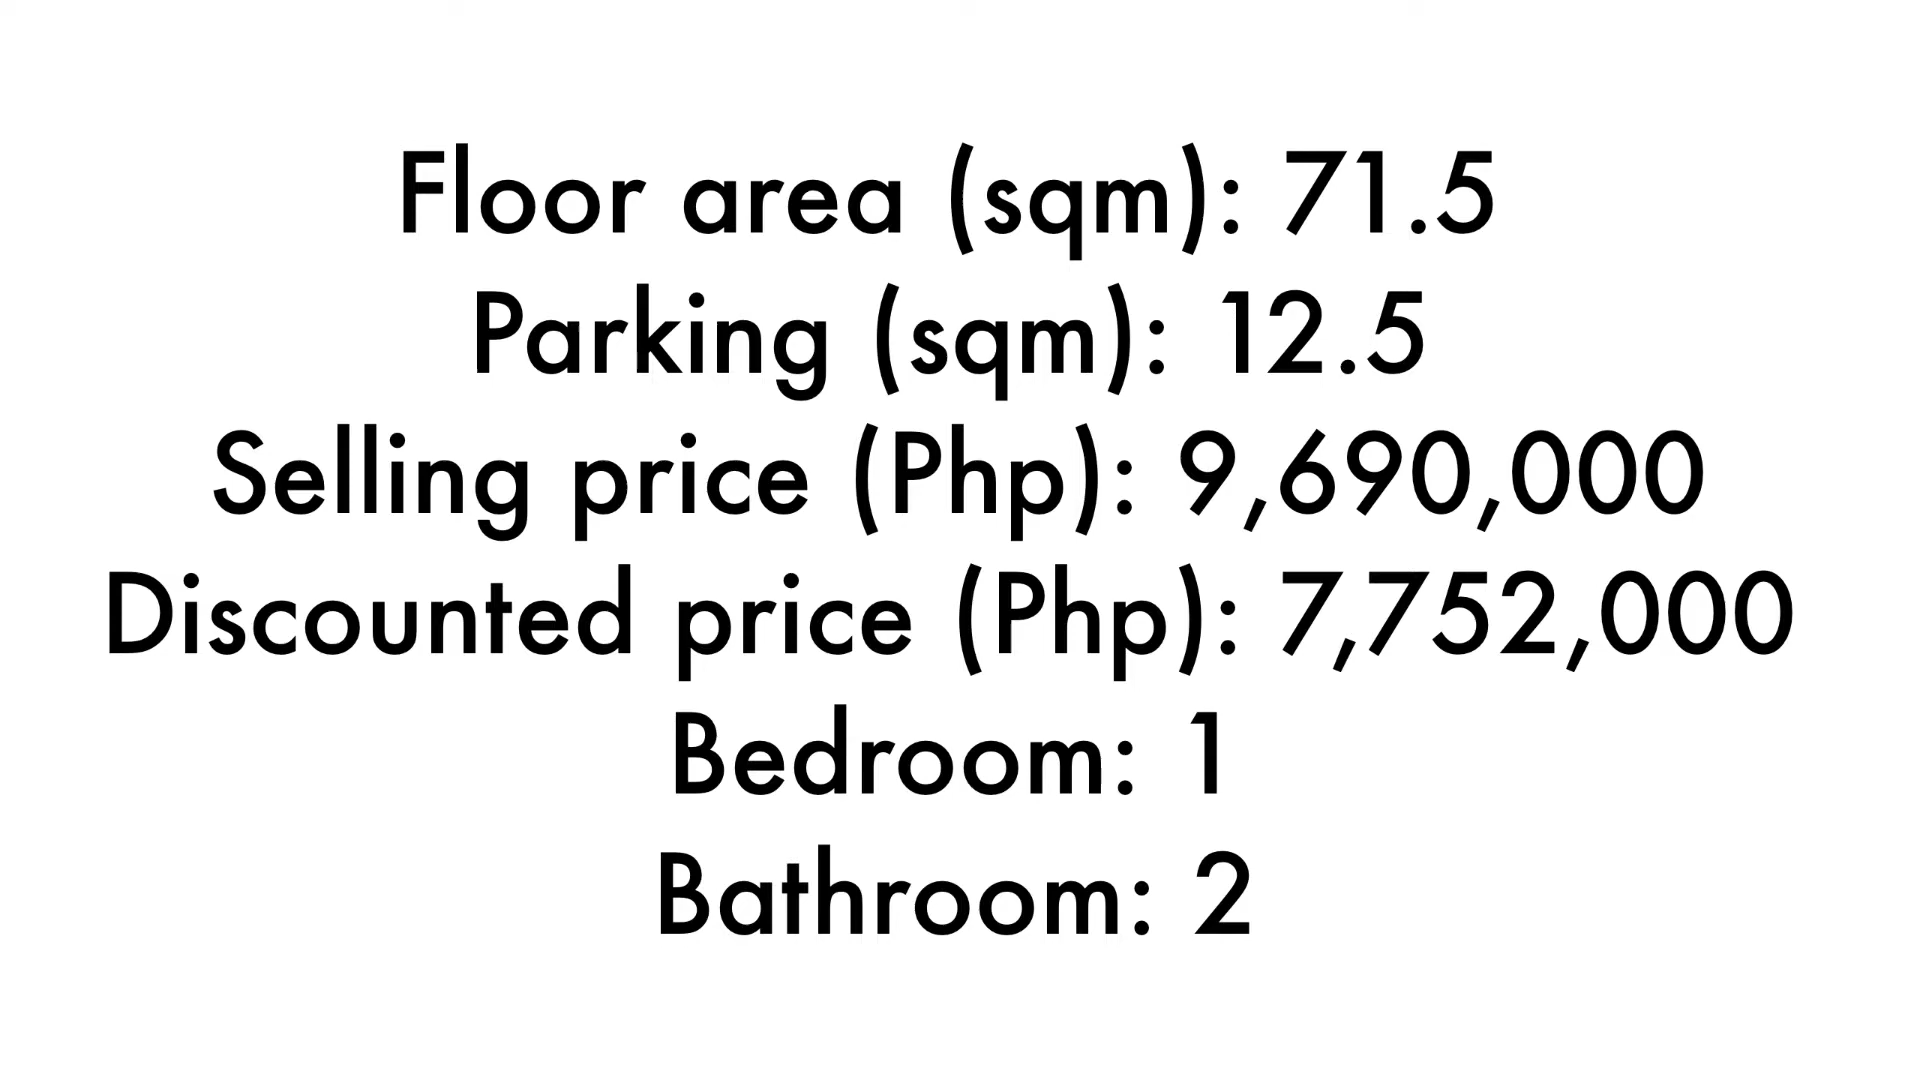 Floor area (sqm): 71.5
Parking (sqm): 12.5
Selling price (Php): 9,690,000
Discounted price (Php): 7,752,000
Bedroom: 1
Bathroom: 2